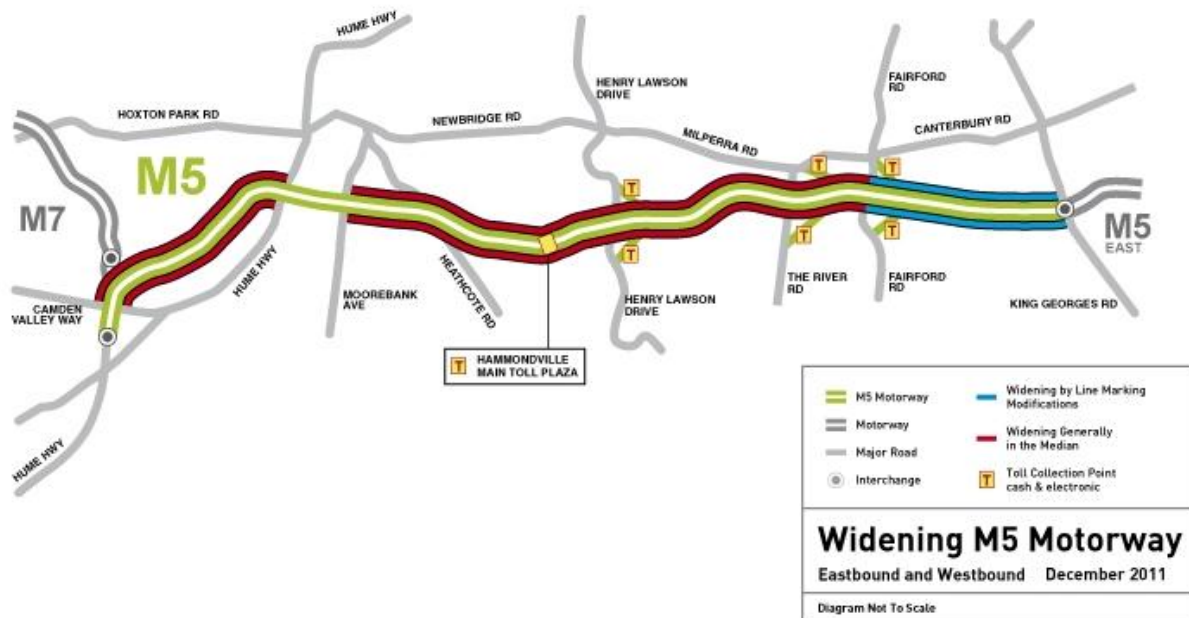 HUME HWY
HENRY LAWSON
DRIVE
FAIRFORD
RD
HOXTON PARK RD
NEWBRIDGE RD
CANTERBURY RD
MILPERRA RD
M5
T
T
T
M7
T
T
T
M5
EAST
HUME HWY
HEATHCOTE RD
THE RIVER
RD
FAIRFORD
RD
MOOREBANK
AVE
HENRY LAWSON
DRIVE
KING GEORGES RD
CAMDEN
VALLEY WAY
T HAMMONDVILLE
MAIN TOLL PLAZA
HUME HWY
M5 Motorway
Motorway
Major Road
Interchange
Widening by Line Marking
Modifications
Widening Generally
in the Median
T Toll Collection Point
cash & electronic
Widening M5 Motorway
Eastbound and Westbound December 2011
Diagram Not To Scale